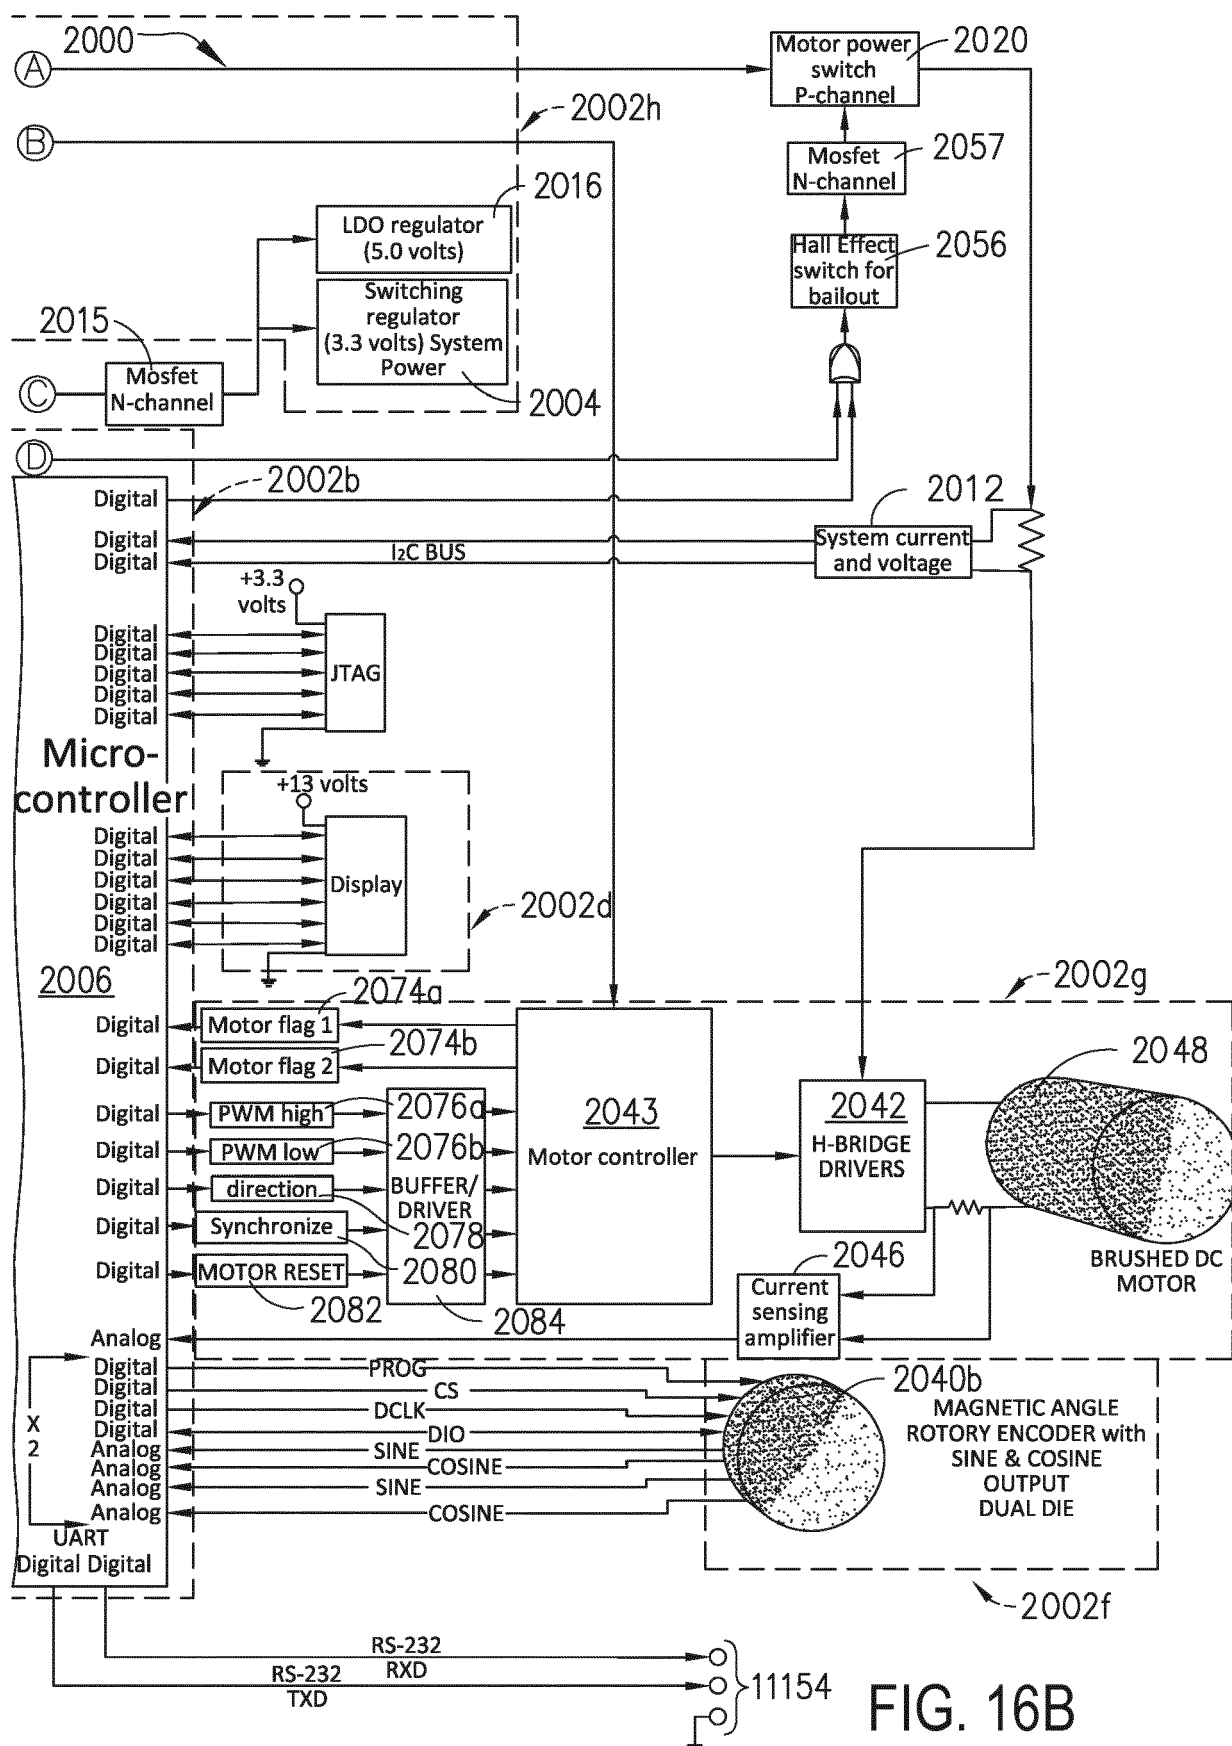 A
2000
Motor power
switch
P-channel
2020
B
2002h
Mosfet
N-channel
2057
2016
LDO regulator
(5.0 volts)
Hall Effect
switch for
bailout
2056
Switching
regulator
(3.3 volts) System
Power
2004
2015
C
Mosfet
N-channel
D
2002b
Digital
2012
Digital
Digital
I2C BUS
System current
and voltage
+3.3
volts
Digital
Digital
Digital
Digital
Digital
JTAG
Micro-
controller
+13 volts
Digital
Digital
Digital
Digital
Digital
Digital
Display
2002d
2006
2002g
2074a
Digital
Motor flag 1
2074b
Digital
Motor flag 2
Digital
PWM high
2076a
Digital
PWM low
2076b
Digital
direction
BUFFER/
DRIVER
2078
Digital
Synchronize
2080
Digital
MOTOR RESET
2082
2084
2043
Motor controller
2042
H-BRIDGE
DRIVERS
2048
BRUSHED DC
MOTOR
2046
Current
sensing
amplifier
Analog
Digital
PROG
Digital
CS
Digital
DCLK
Digital
DIO
Analog
SINE
Analog
COSINE
Analog
SINE
Analog
COSINE
X
2
UART
Digital Digital
2040b
MAGNETIC ANGLE
ROTORY ENCODER with
SINE & COSINE
OUTPUT
DUAL DIE
2002f
RS-232
RXD
RS-232
TXD
11154
FIG. 16B